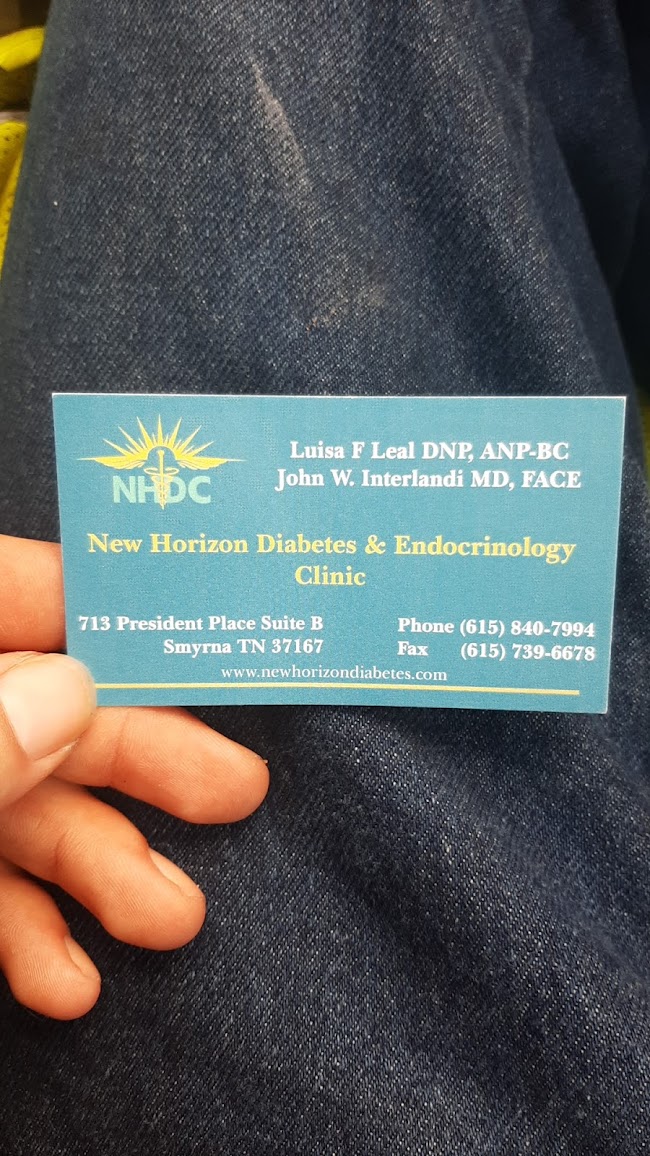 NHDC
Luisa F Leal DNP, ANP-BC
John W. Interlandi MD, FACE
New Horizon Diabetes & Endocrinology
Clinic
713 President Place Suite B
Smyrna TN 37167
Phone (615) 840-7994
Fax (615) 739-6678
www.newhorizondiabetes.com